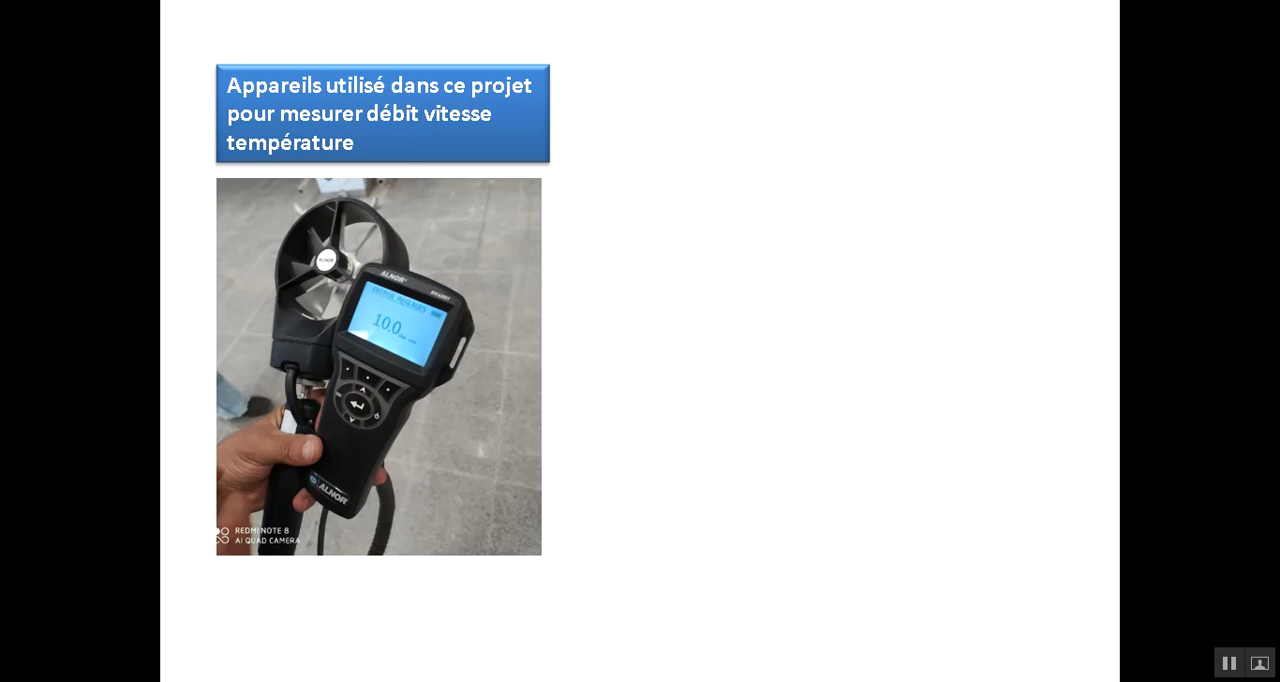 Appareils utilisé dans ce projet
pour mesurer débit vitesse
température
ALNOR
ALNOR
10.0
ALNOR
REDMI NOTE 8
AI QUAD CAMERA